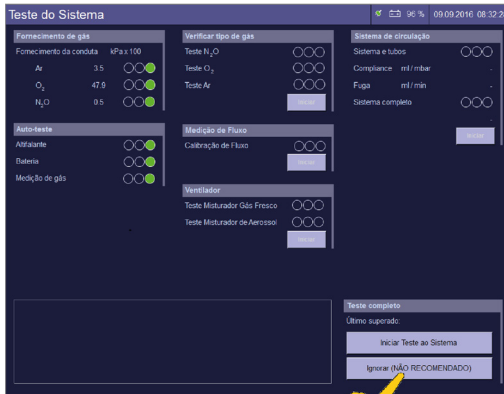 Teste do Sistema
96 % 09.09.2016 08:32:2
Fornecimento de gás
Fornecimento da conduta kPa x 100
Ar 3.5
O₂ 47.9
N₂O 0.5
Auto-teste
Altifalante
Bateria
Medição de gás
Verificar tipo de gás
Teste N₂O
Teste O₂
Teste Ar
Iniciar
Medição de Fluxo
Calibração de Fluxo
Iniciar
Ventilador
Teste Misturador Gás Fresco
Teste Misturador de Aerossol
Iniciar
Sistema de circulação
Sistema e tubos
Compliance ml / mbar -
Fuga ml / min -
Sistema completo
-
Iniciar
Teste completo
Último superado:
Iniciar Teste ao Sistema
Ignorar (NÃO RECOMENDADO)